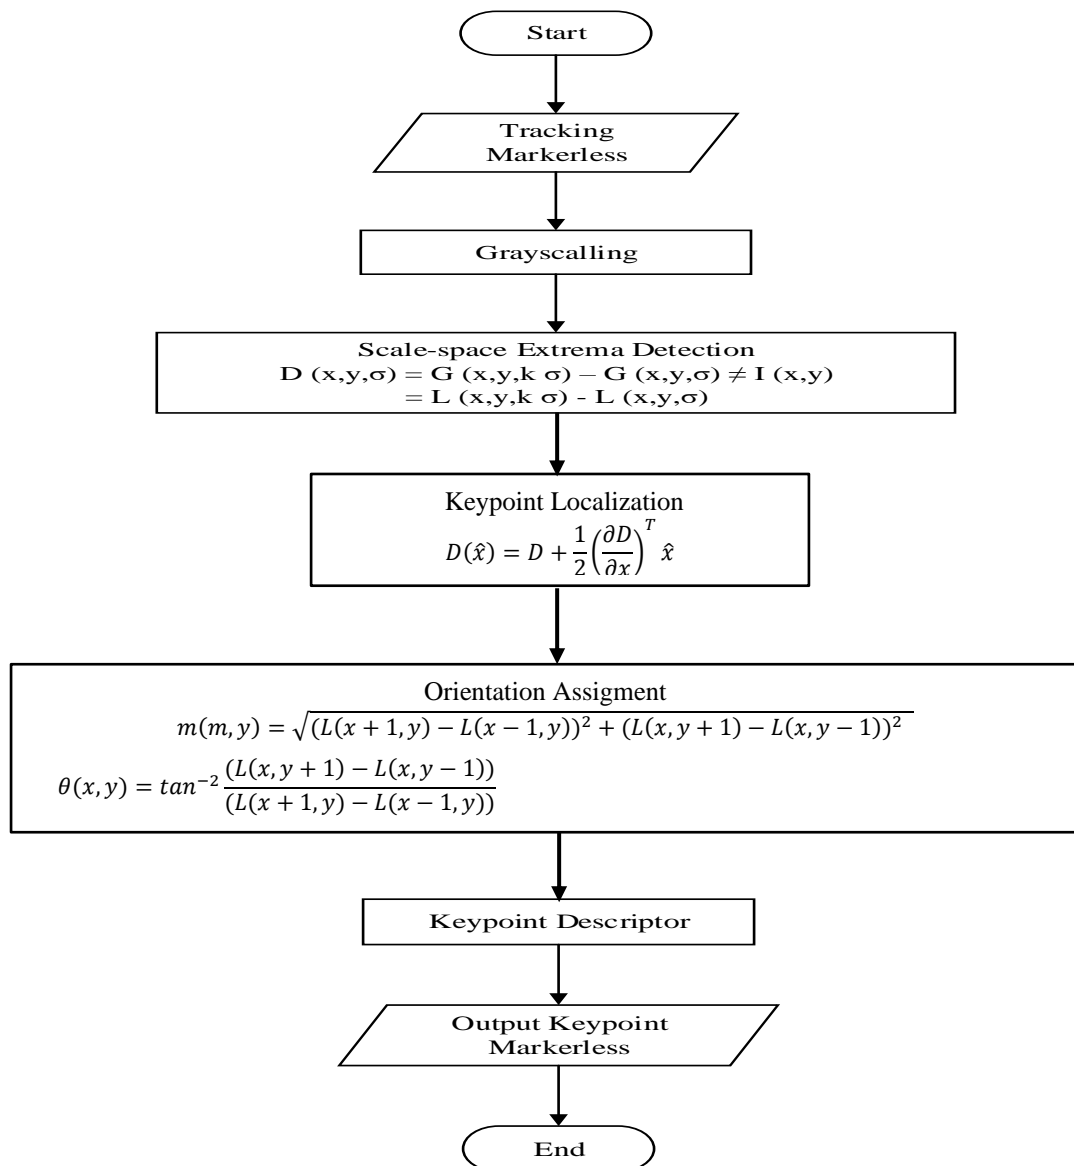 Start
Tracking
Markerless
Grayscalling
Scale-space Extrema Detection
D (x,y,σ) = G (x,y,k σ) – G (x,y,σ) ≠ I (x,y)
= L (x,y,k σ) - L (x,y,σ)
Keypoint Localization
D(x̂) = D + 1/2 (∂D/∂x)^T x̂
Orientation Assigment
m(m, y) = √(L(x + 1, y) − L(x − 1, y))² + (L(x, y + 1) − L(x, y − 1))²
θ(x, y) = tan⁻² (L(x, y + 1) − L(x, y − 1)) / (L(x + 1, y) − L(x − 1, y))
Keypoint Descriptor
Output Keypoint
Markerless
End